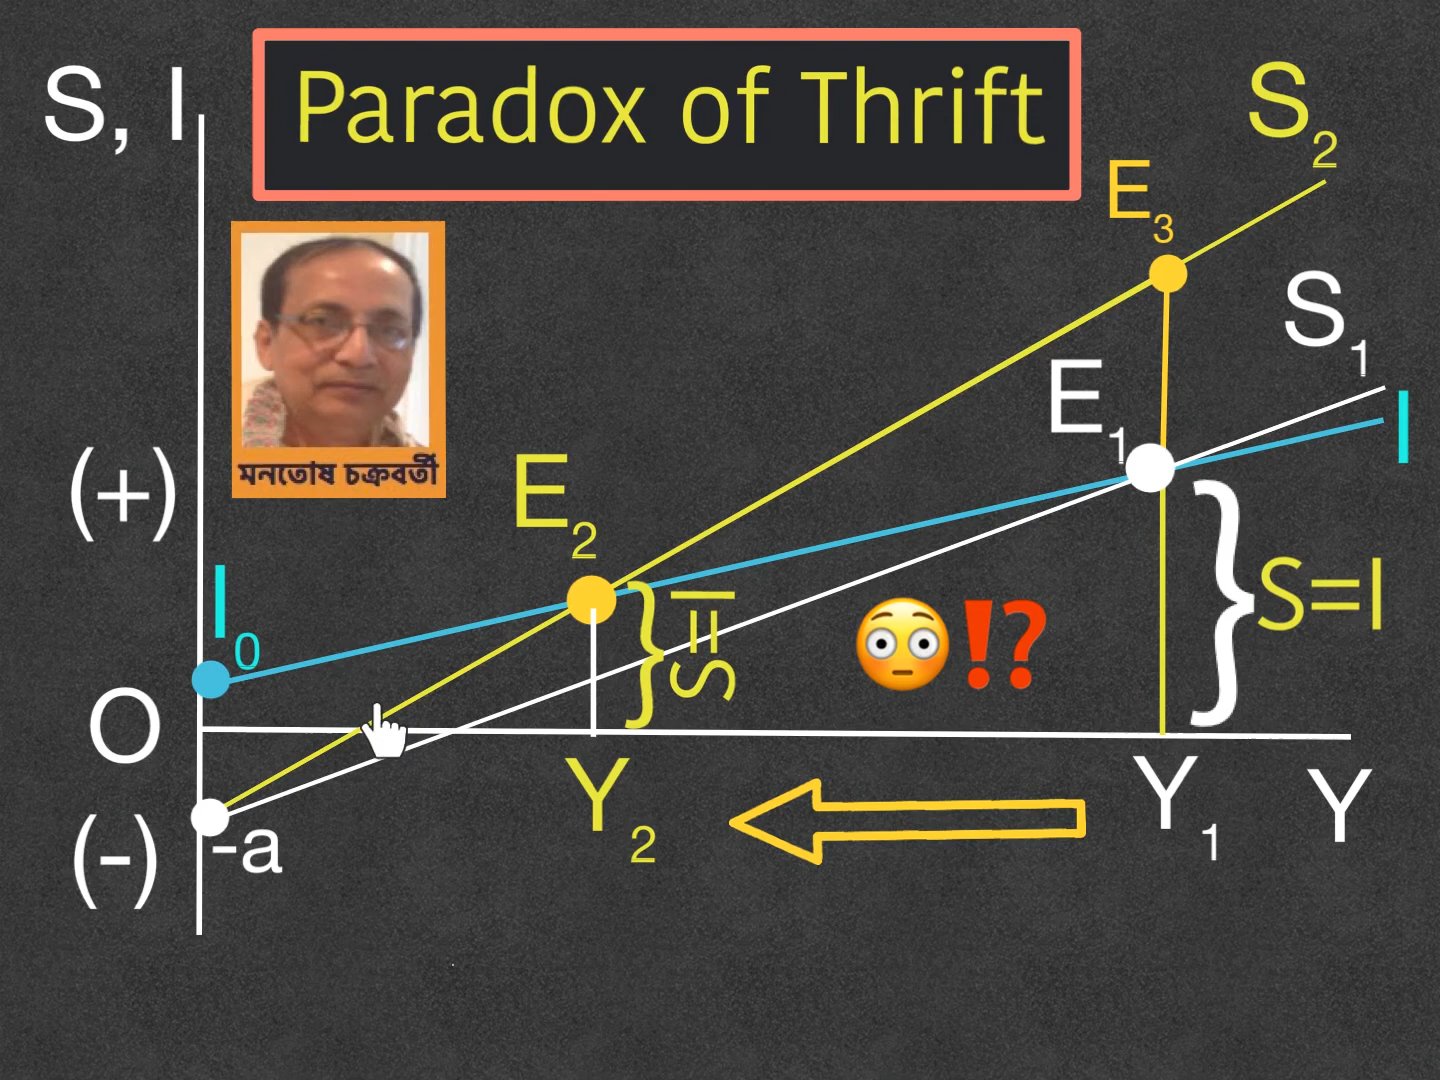 Paradox of Thrift
S, I
S₂
E₃
S₁
মনতোষ চক্রবর্তী
E₁
I
(+)
E₂
I₀
S=I
⁉
S=I
O
Y₂
Y₁
Y
(-)
-a